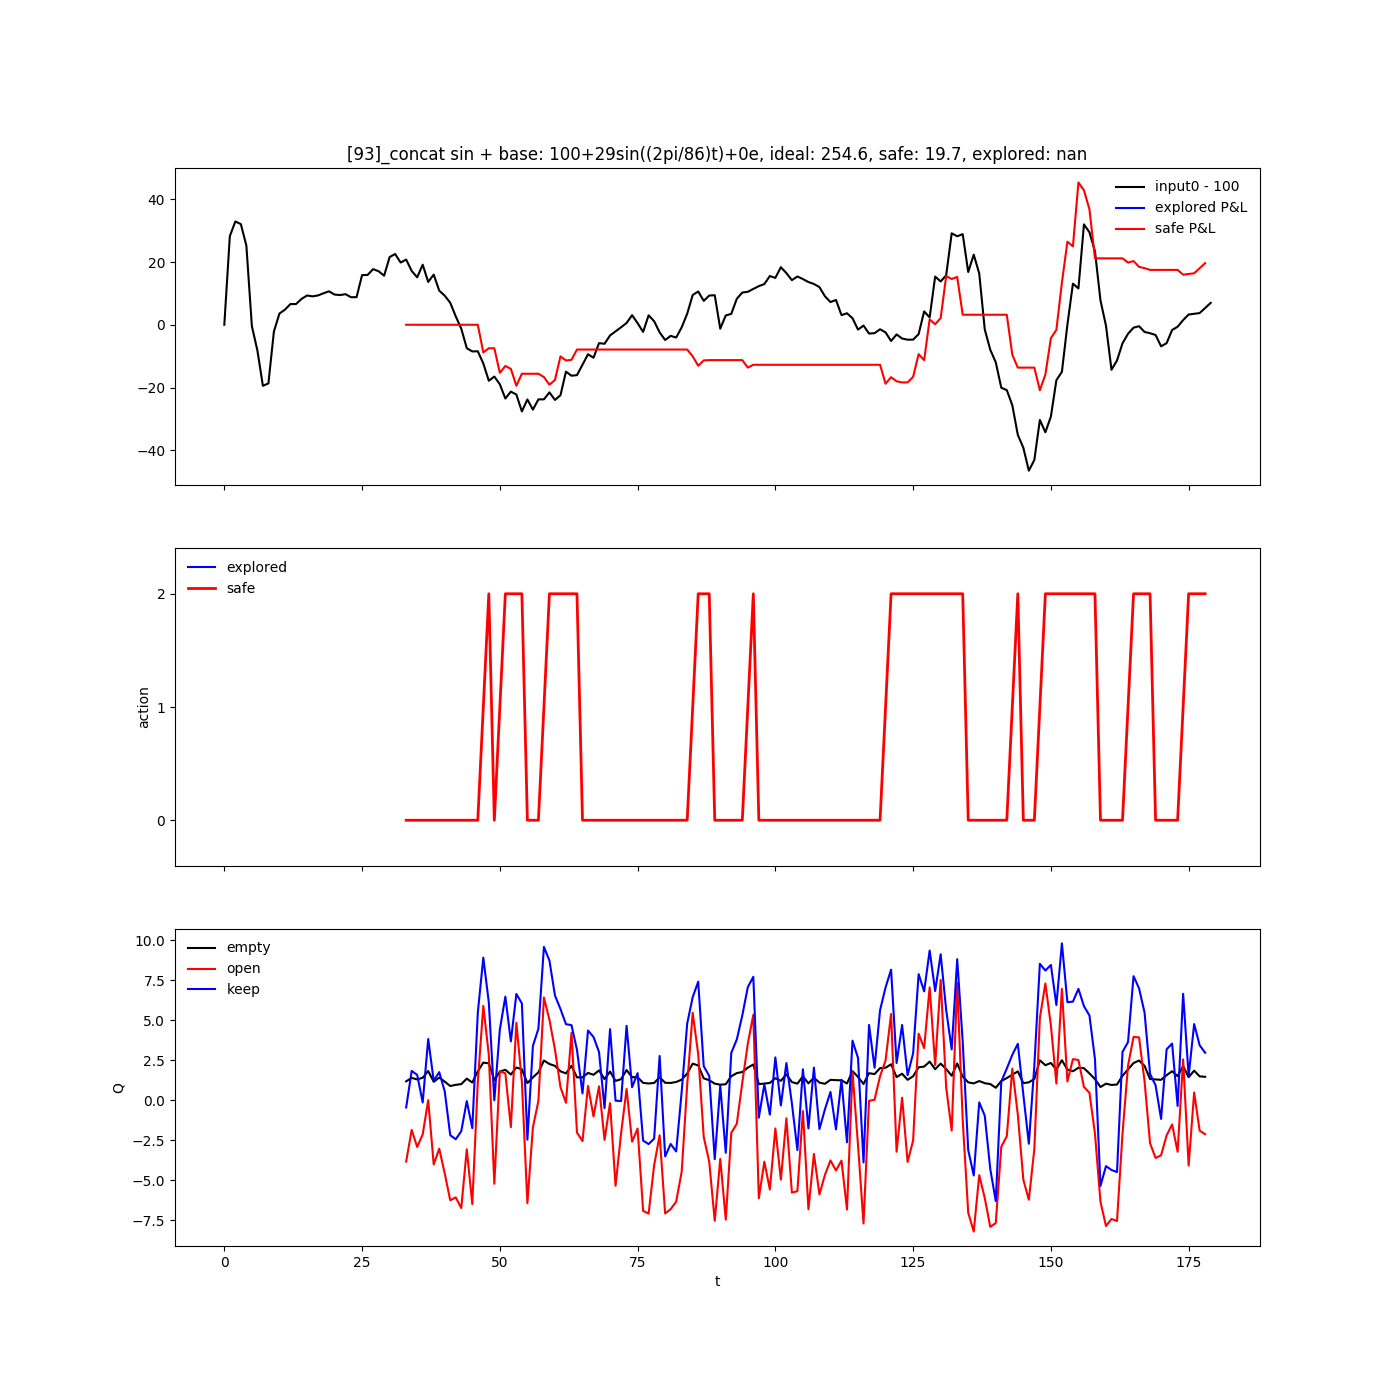 [93]_concat sin + base: 100+29sin((2pi/86)t)+0e, ideal: 254.6, safe: 19.7, explored: nan
40
20
0
−20
−40
input0 - 100
explored P&L
safe P&L
explored
safe
2
1
0
action
empty
open
keep
10.0
7.5
5.0
2.5
0.0
−2.5
−5.0
−7.5
Q
0 25 50 75 100 125 150 175
t